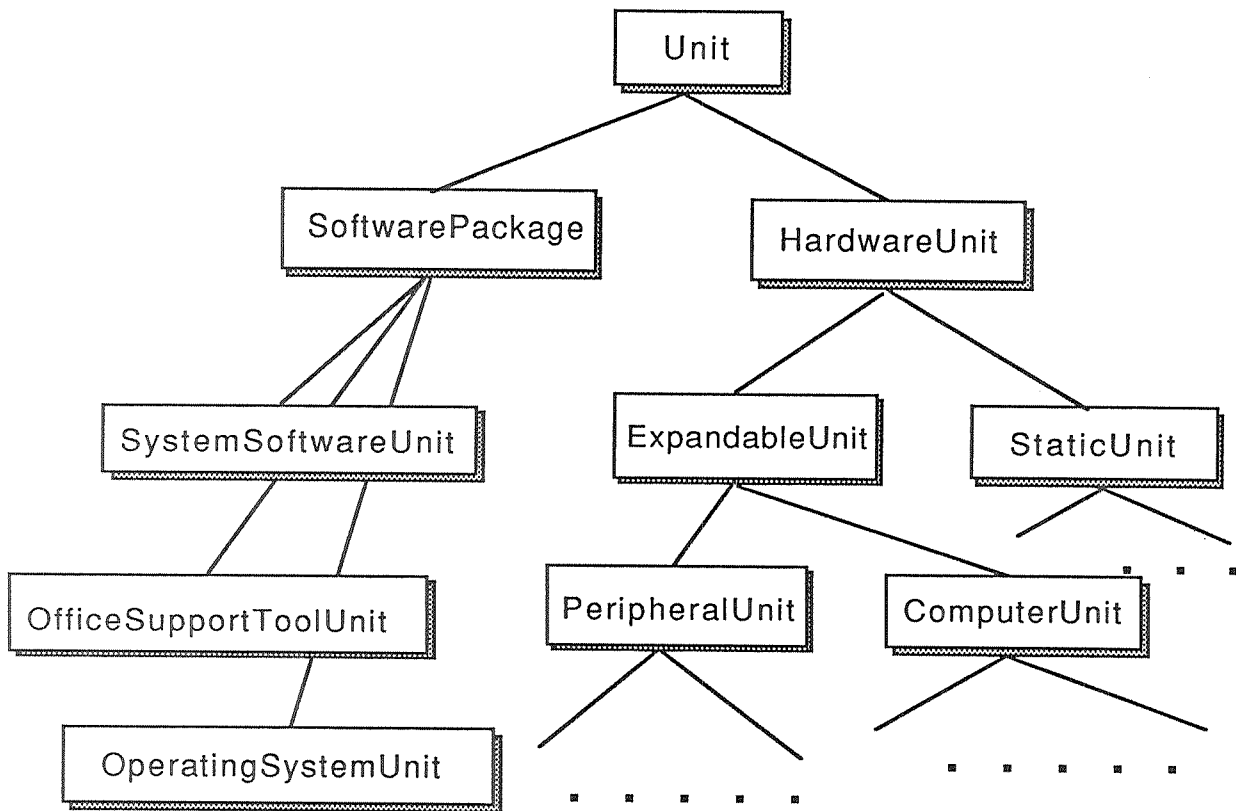 Unit
SoftwarePackage
HardwareUnit
SystemSoftwareUnit
ExpandableUnit
StaticUnit
OfficeSupportToolUnit
PeripheralUnit
ComputerUnit
OperatingSystemUnit